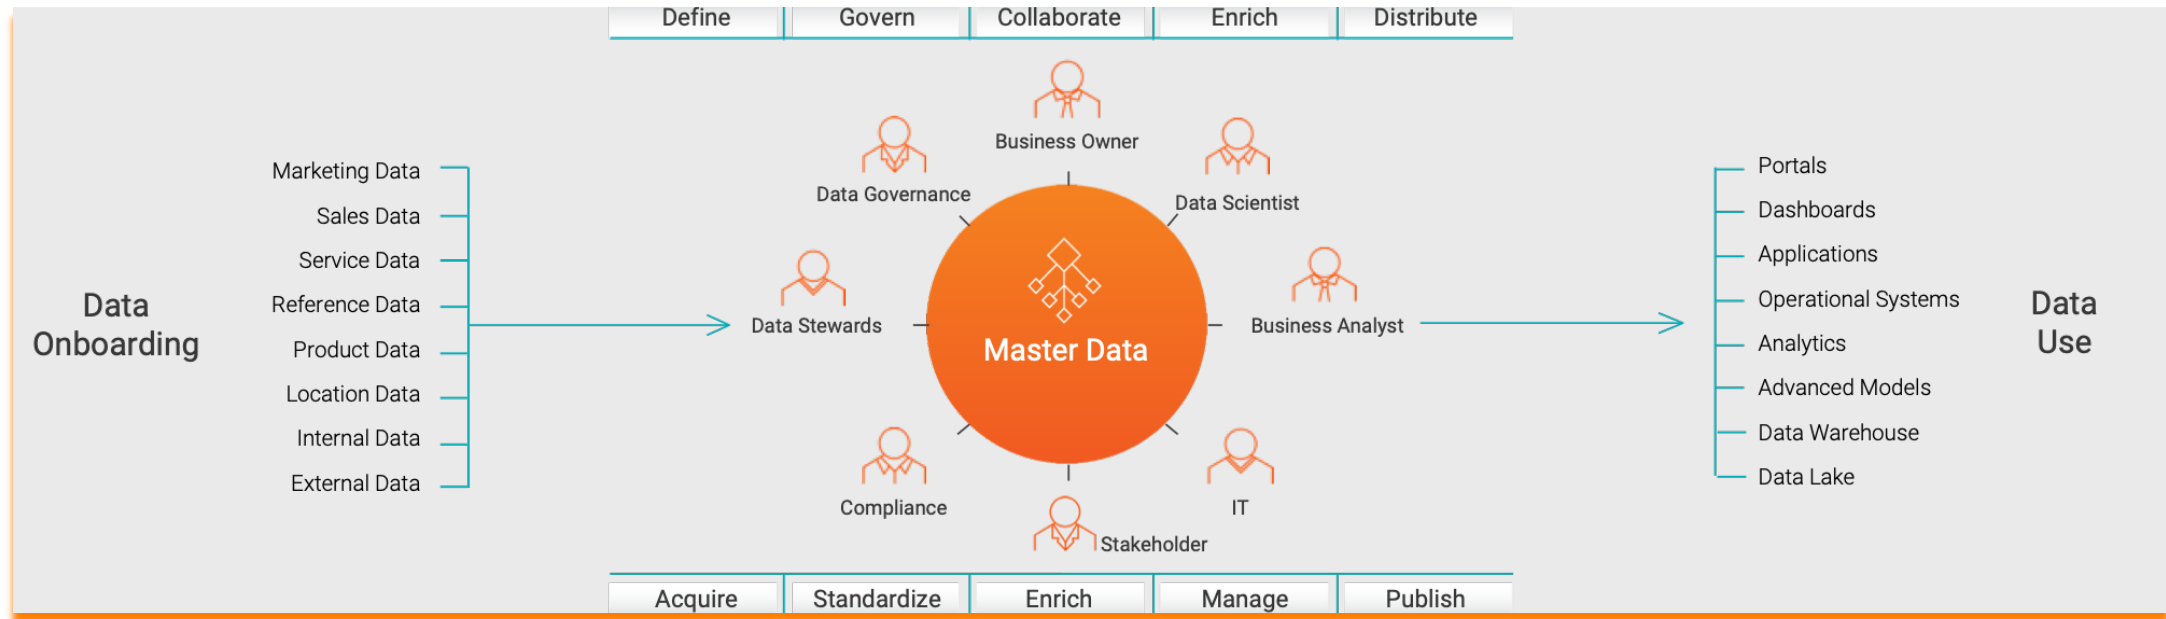 Define Govern Collaborate Enrich Distribute
Data
Onboarding
Marketing Data
Sales Data
Service Data
Reference Data
Product Data
Location Data
Internal Data
External Data
Business Owner
Data Governance
Data Scientist
Data Stewards
Master Data
Business Analyst
Compliance
IT
Stakeholder
Portals
Dashboards
Applications
Operational Systems
Analytics
Advanced Models
Data Warehouse
Data Lake
Data
Use
Acquire Standardize Enrich Manage Publish